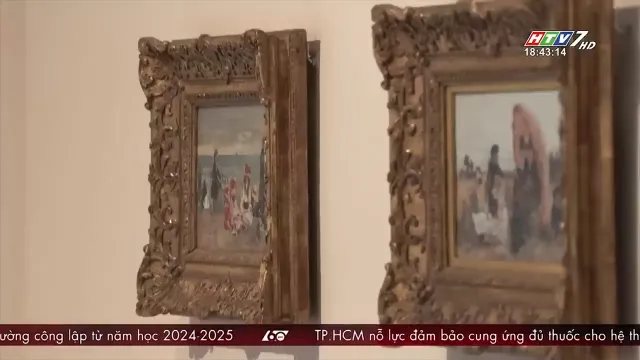 HTV7 HD
18:43:14
ường công lập từ năm học 2024-2025 60 TP.HCM nỗ lực đảm bảo cung ứng đủ thuốc cho hệ th